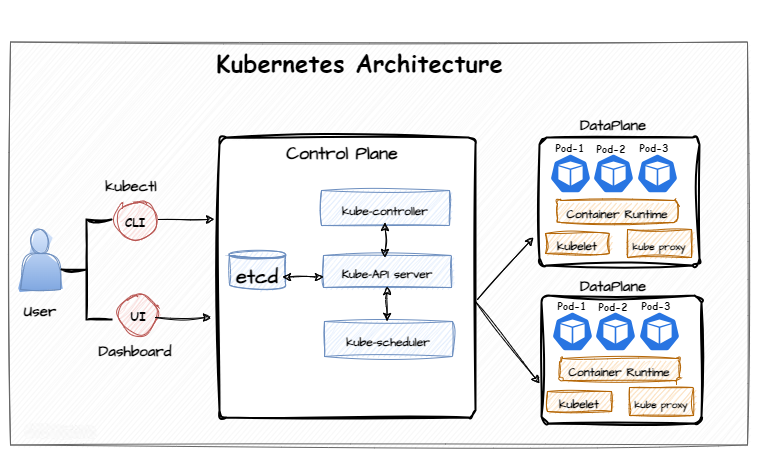 Kubernetes Architecture
kubectl
CLI
User
UI
Dashboard
Control Plane
Kube-controller
etcd
Kube-API server
kube-scheduler
DataPlane
Pod-1 Pod-2 Pod-3
Container Runtime
Kubelet
kube proxy
DataPlane
Pod-1 Pod-2 Pod-3
Container Runtime
Kubelet
kube proxy